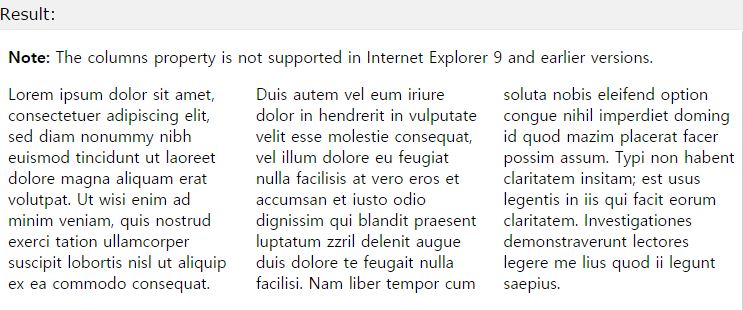 Result:
Note: The columns property is not supported in Internet Explorer 9 and earlier versions.
Lorem ipsum dolor sit amet,
consectetuer adipiscing elit,
sed diam nonummy nibh
euismod tincidunt ut laoreet
dolore magna aliquam erat
volutpat. Ut wisi enim ad
minim veniam, quis nostrud
exerci tation ullamcorper
suscipit lobortis nisl ut aliquip
ex ea commodo consequat.
Duis autem vel eum iriure
dolor in hendrerit in vulputate
velit esse molestie consequat,
vel illum dolore eu feugiat
nulla facilisis at vero eros et
accumsan et iusto odio
dignissim qui blandit praesent
luptatum zzril delenit augue
duis dolore te feugait nulla
facilisi. Nam liber tempor cum
soluta nobis eleifend option
congue nihil imperdiet doming
id quod mazim placerat facer
possim assum. Typi non habent
claritatem insitam; est usus
legentis in iis qui facit eorum
claritatem. Investigationes
demonstraverunt lectores
legere me lius quod ii legunt
saepius.